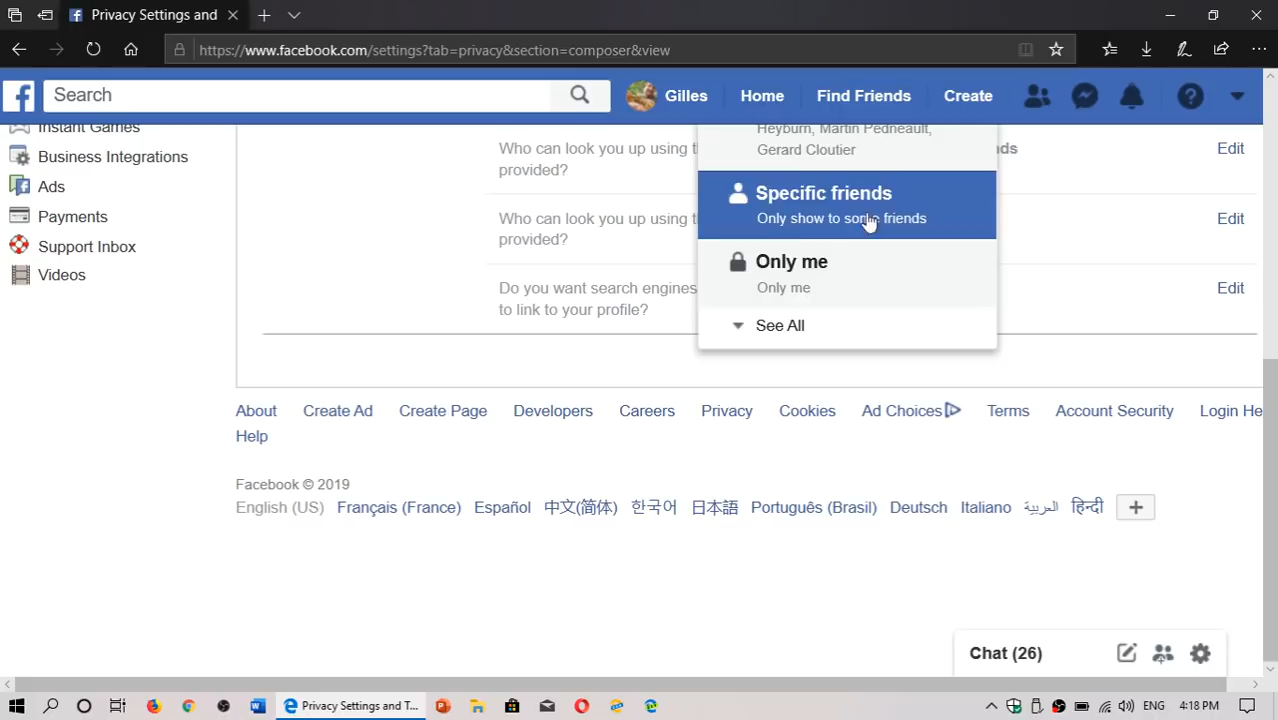 Privacy Settings and
https://www.facebook.com/settings?tab=privacy&section=composer&view
Search
Gilles
Home
Find Friends
Create
Instant Games
Business Integrations
Ads
Payments
Support Inbox
Videos
Who can look you up using t
provided?
Who can look you up using t
provided?
Do you want search engines
to link to your profile?
nds
Edit
Edit
Edit
Heyburn, Martin Pedneault,
Gerard Cloutier
Specific friends
Only show to some friends
Only me
Only me
See All
About Create Ad Create Page Developers Careers Privacy Cookies Ad Choices Terms Account Security Login He
Help
Facebook © 2019
English (US) Français (France) Español 中文(简体) 한국어 日本語 Português (Brasil) Deutsch Italiano العربية हिन्दी
Chat (26)
Privacy Settings and T...
ENG 4:18 PM